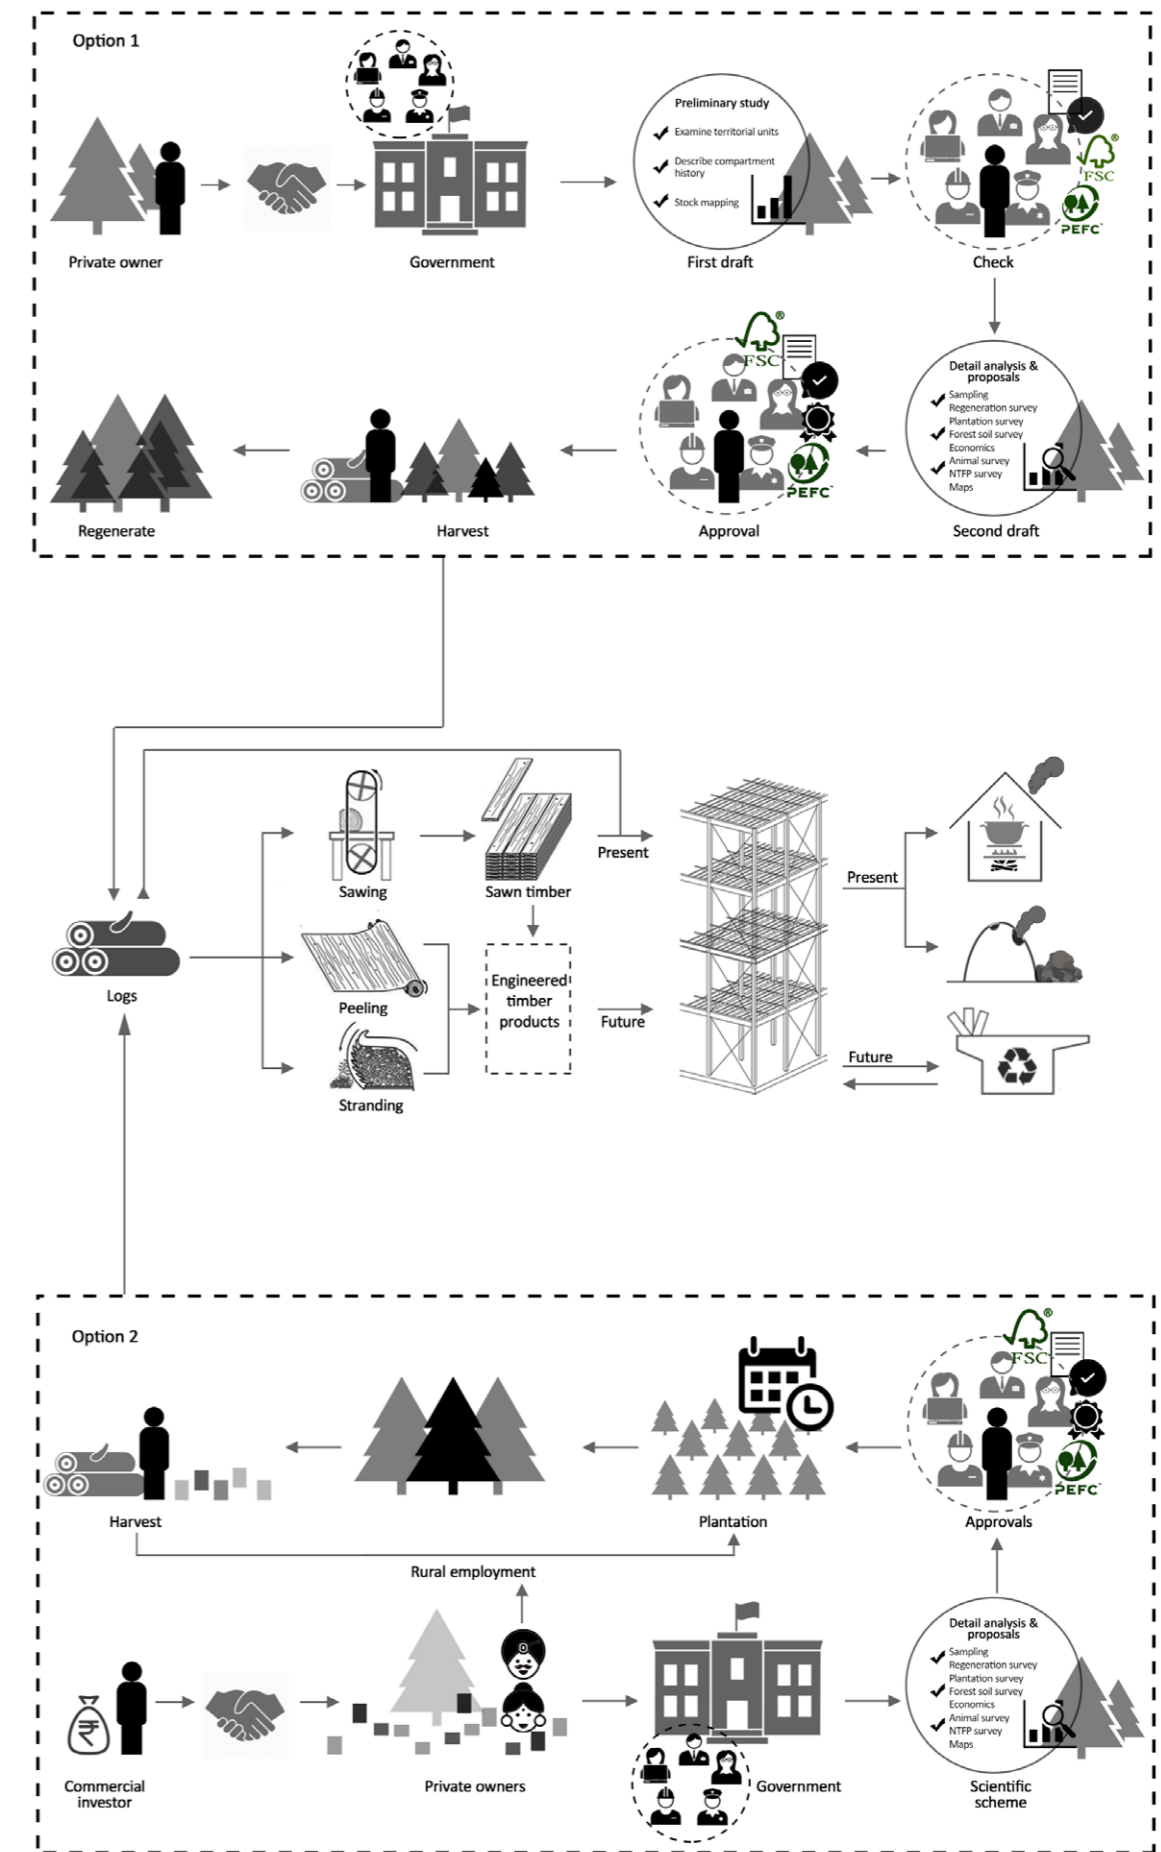 Option 1
Preliminary study
Examine territorial units
Describe compartment
history
Stock mapping
FSC®
PEFC™
Private owner
Government
First draft
Check
FSC®
PEFC™
Detail analysis &
proposals
Sampling
Regeneration survey
Plantation survey
Forest soil survey
Economics
Animal survey
NTFP survey
Maps
Regenerate
Harvest
Approval
Second draft
Sawing
Sawn timber
Present
Present
Peeling
Engineered
timber
products
Logs
Future
Stranding
Future
Option 2
FSC®
PEFC™
Harvest
Plantation
Approvals
Rural employment
Detail analysis &
proposals
Sampling
Regeneration survey
Plantation survey
Forest soil survey
Economics
Animal survey
NTFP survey
Maps
₹
Commercial
investor
Private owners
Government
Scientific
scheme